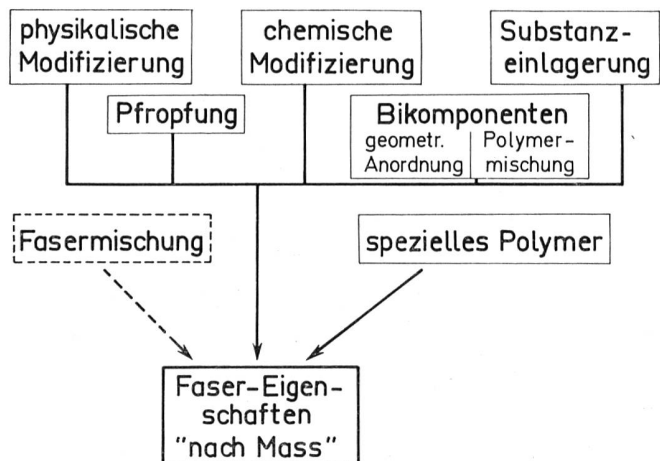 physikalische
Modifizierung
chemische
Modifizierung
Substanz-
einlagerung
Pfropfung
Bikomponenten
geometr.
Anordnung
Polymer-
mischung
Fasermischung
spezielles Polymer
Faser-Eigen-
schaften
"nach Mass"